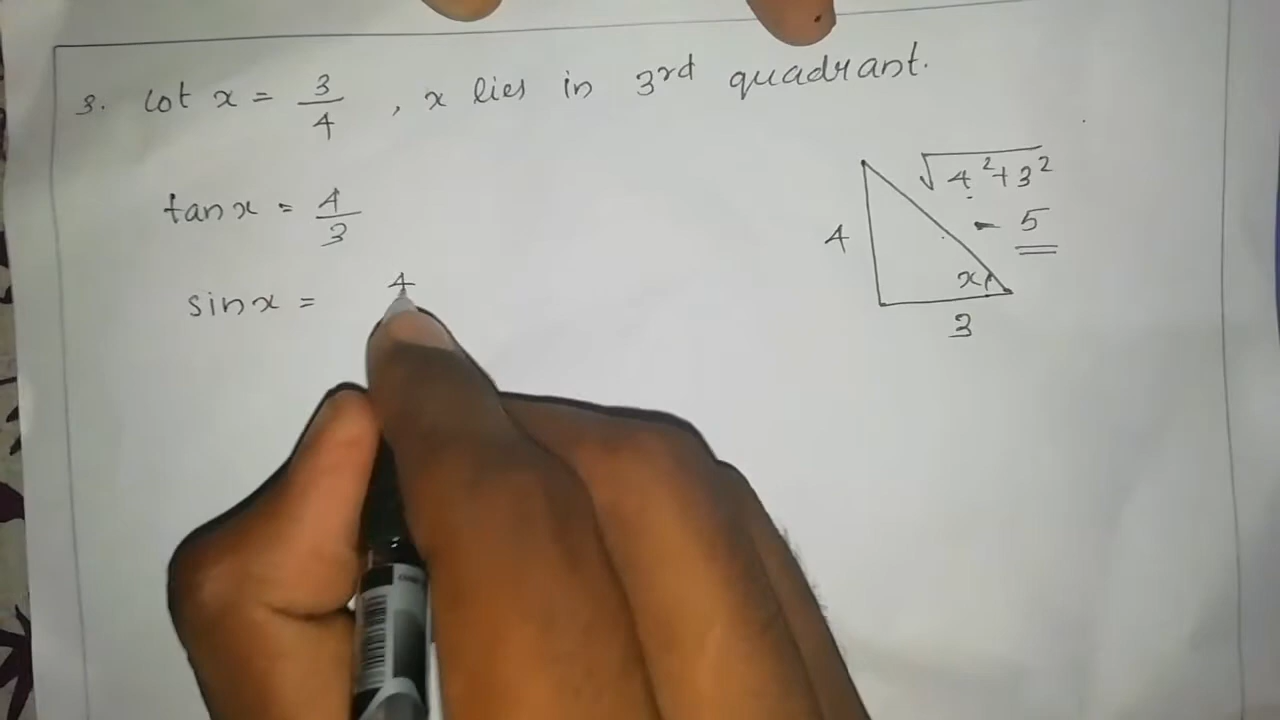 3. cot x = 3/4 , x lies in 3rd quadrant.
tan x = 4/3
sin x = 4
√4²+3²
= 5
4
x
3